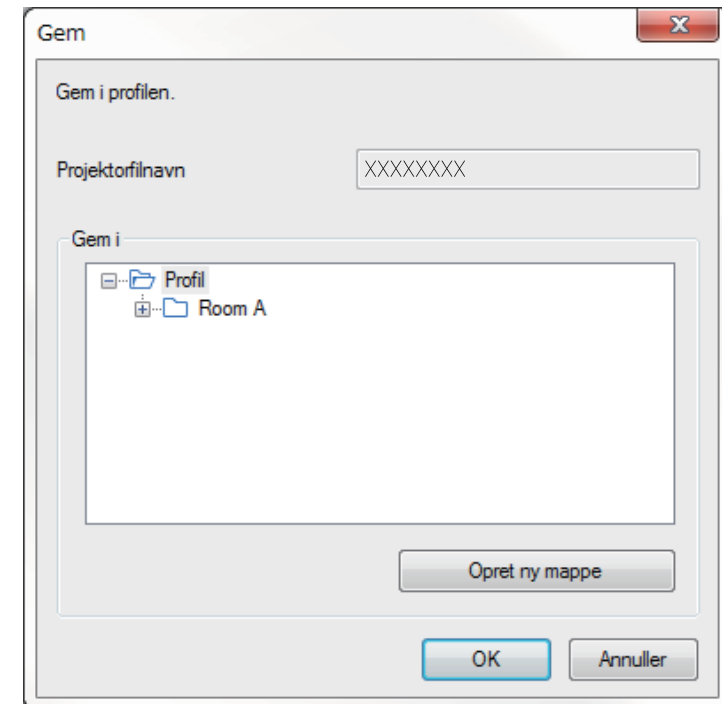 Gem
Gem i profilen.
Projektorfilnavn XXXXXXXX
Gem i
Profil
Room A
Opret ny mappe
OK Annuller